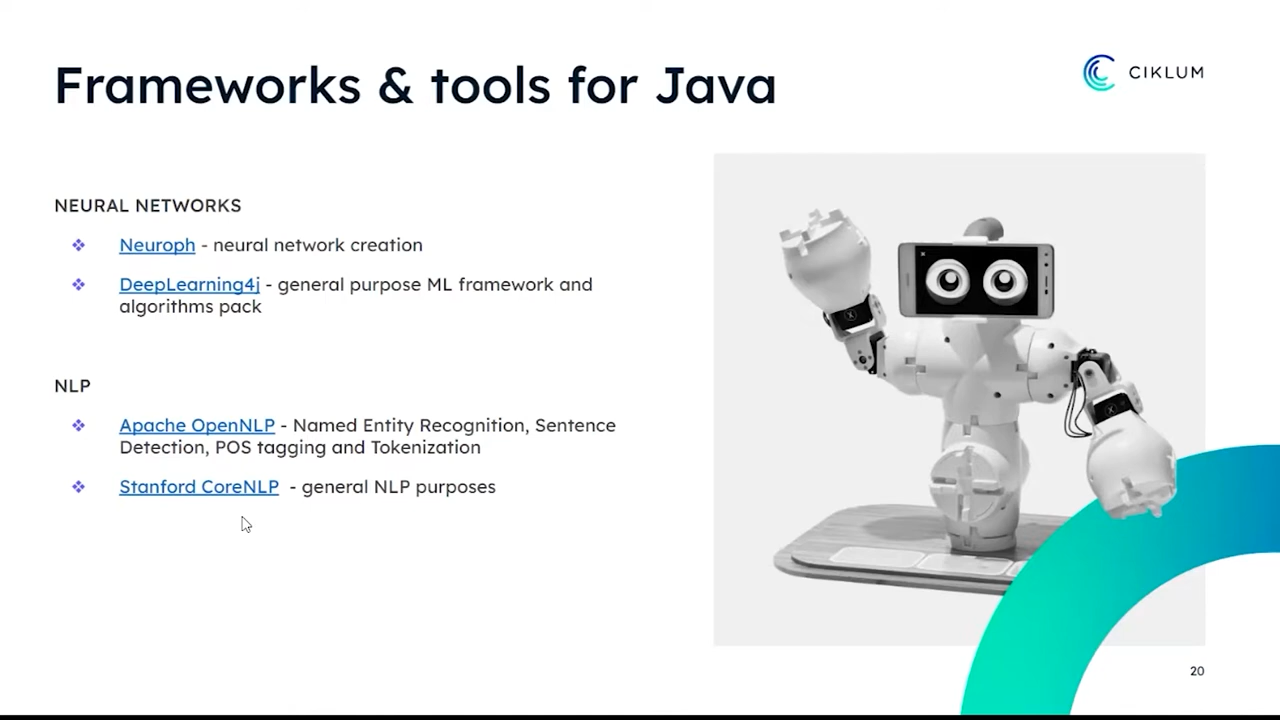 Frameworks & tools for Java
CIKLUM
NEURAL NETWORKS
❖ Neuroph - neural network creation
❖ DeepLearning4j - general purpose ML framework and
algorithms pack
NLP
❖ Apache OpenNLP - Named Entity Recognition, Sentence
Detection, POS tagging and Tokenization
❖ Stanford CoreNLP - general NLP purposes
20